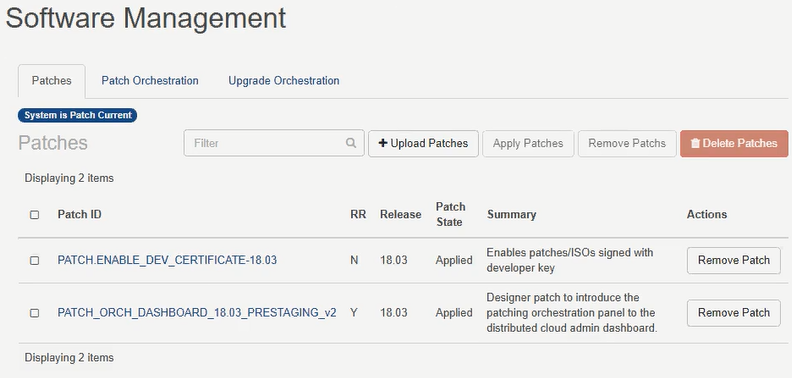 Software Management
Patches Patch Orchestration Upgrade Orchestration
System is Patch Current
Patches Filter Upload Patches Apply Patches Remove Patchs Delete Patches
Displaying 2 items
Patch ID RR Release Patch State Summary Actions
PATCH.ENABLE_DEV_CERTIFICATE-18.03 N 18.03 Applied Enables patches/ISOs signed with developer key Remove Patch
PATCH_ORCH_DASHBOARD_18.03_PRESTAGING_v2 Y 18.03 Applied Designer patch to introduce the patching orchestration panel to the distributed cloud admin dashboard. Remove Patch
Displaying 2 items